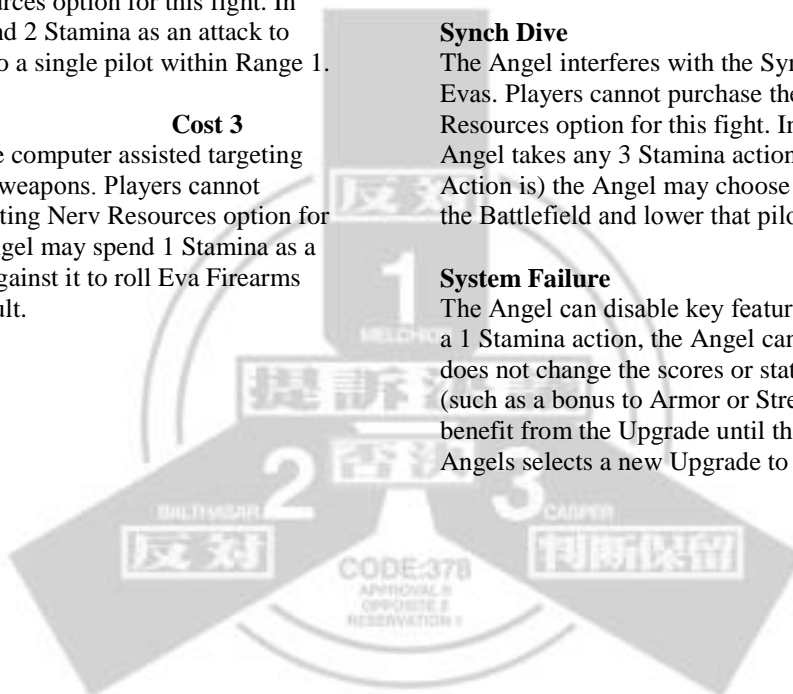 ources option for this fight. In
nd 2 Stamina as an attack to
o a single pilot within Range 1.
Cost 3
e computer assisted targeting
weapons. Players cannot
ting Nerv Resources option for
ngel may spend 1 Stamina as a
gainst it to roll Eva Firearms
ult.
Synch Dive
The Angel interferes with the Syn
Evas. Players cannot purchase the
Resources option for this fight. In
Angel takes any 3 Stamina action
Action is) the Angel may choose
the Battlefield and lower that pilo
System Failure
The Angel can disable key featur
a 1 Stamina action, the Angel can
does not change the scores or stat
(such as a bonus to Armor or Stre
benefit from the Upgrade until th
Angels selects a new Upgrade to
反対
1
MELCHIOR
提訴決議
否決
2
3
BALTHASAR
CASPER
反対
判断保留
CODE:378
APPROVAL:0
OPPOSITE:2
RESERVATION:1